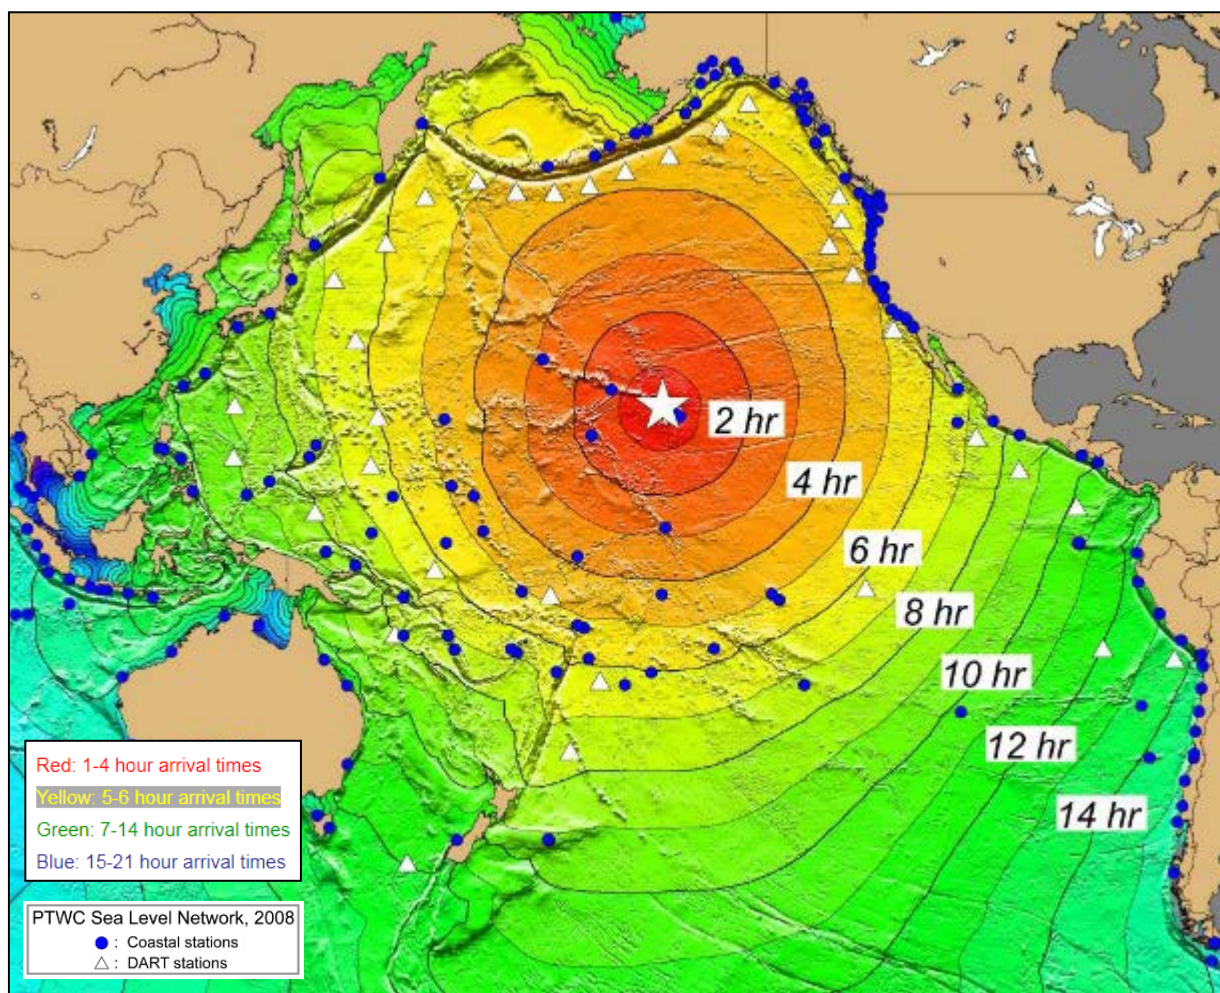 2 hr
4 hr
6 hr
8 hr
10 hr
12 hr
14 hr
Red: 1-4 hour arrival times
Yellow: 5-6 hour arrival times
Green: 7-14 hour arrival times
Blue: 15-21 hour arrival times
PTWC Sea Level Network, 2008
: Coastal stations
: DART stations